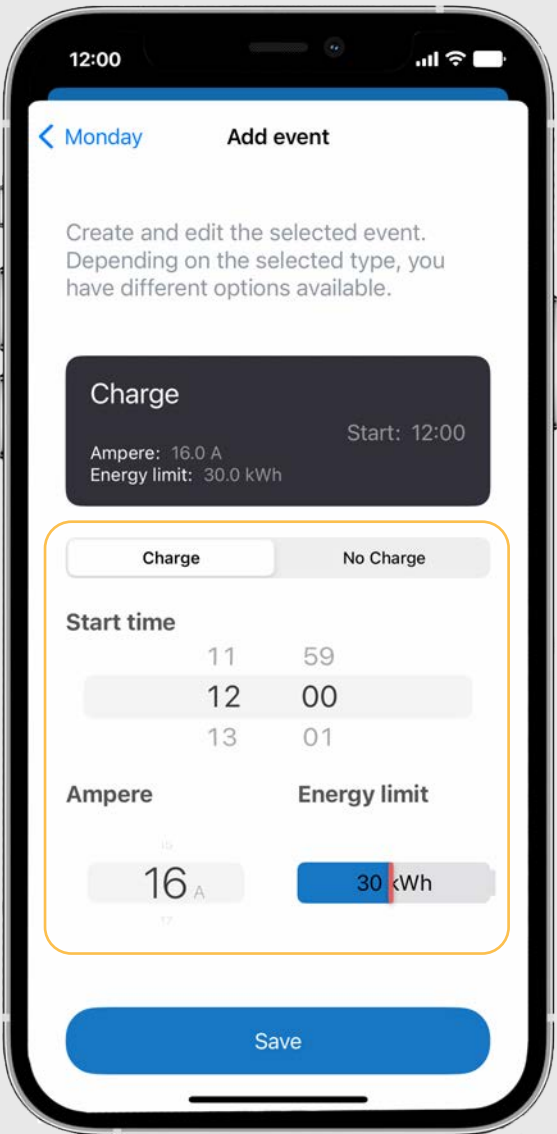 12:00
Monday
Add event
Create and edit the selected event.
Depending on the selected type, you
have different options available.
Charge
Start: 12:00
Ampere: 16.0 A
Energy limit: 30.0 kWh
Charge
No Charge
Start time
11 59
12 00
13 01
Ampere
Energy limit
16 A
30 kWh
17
Save